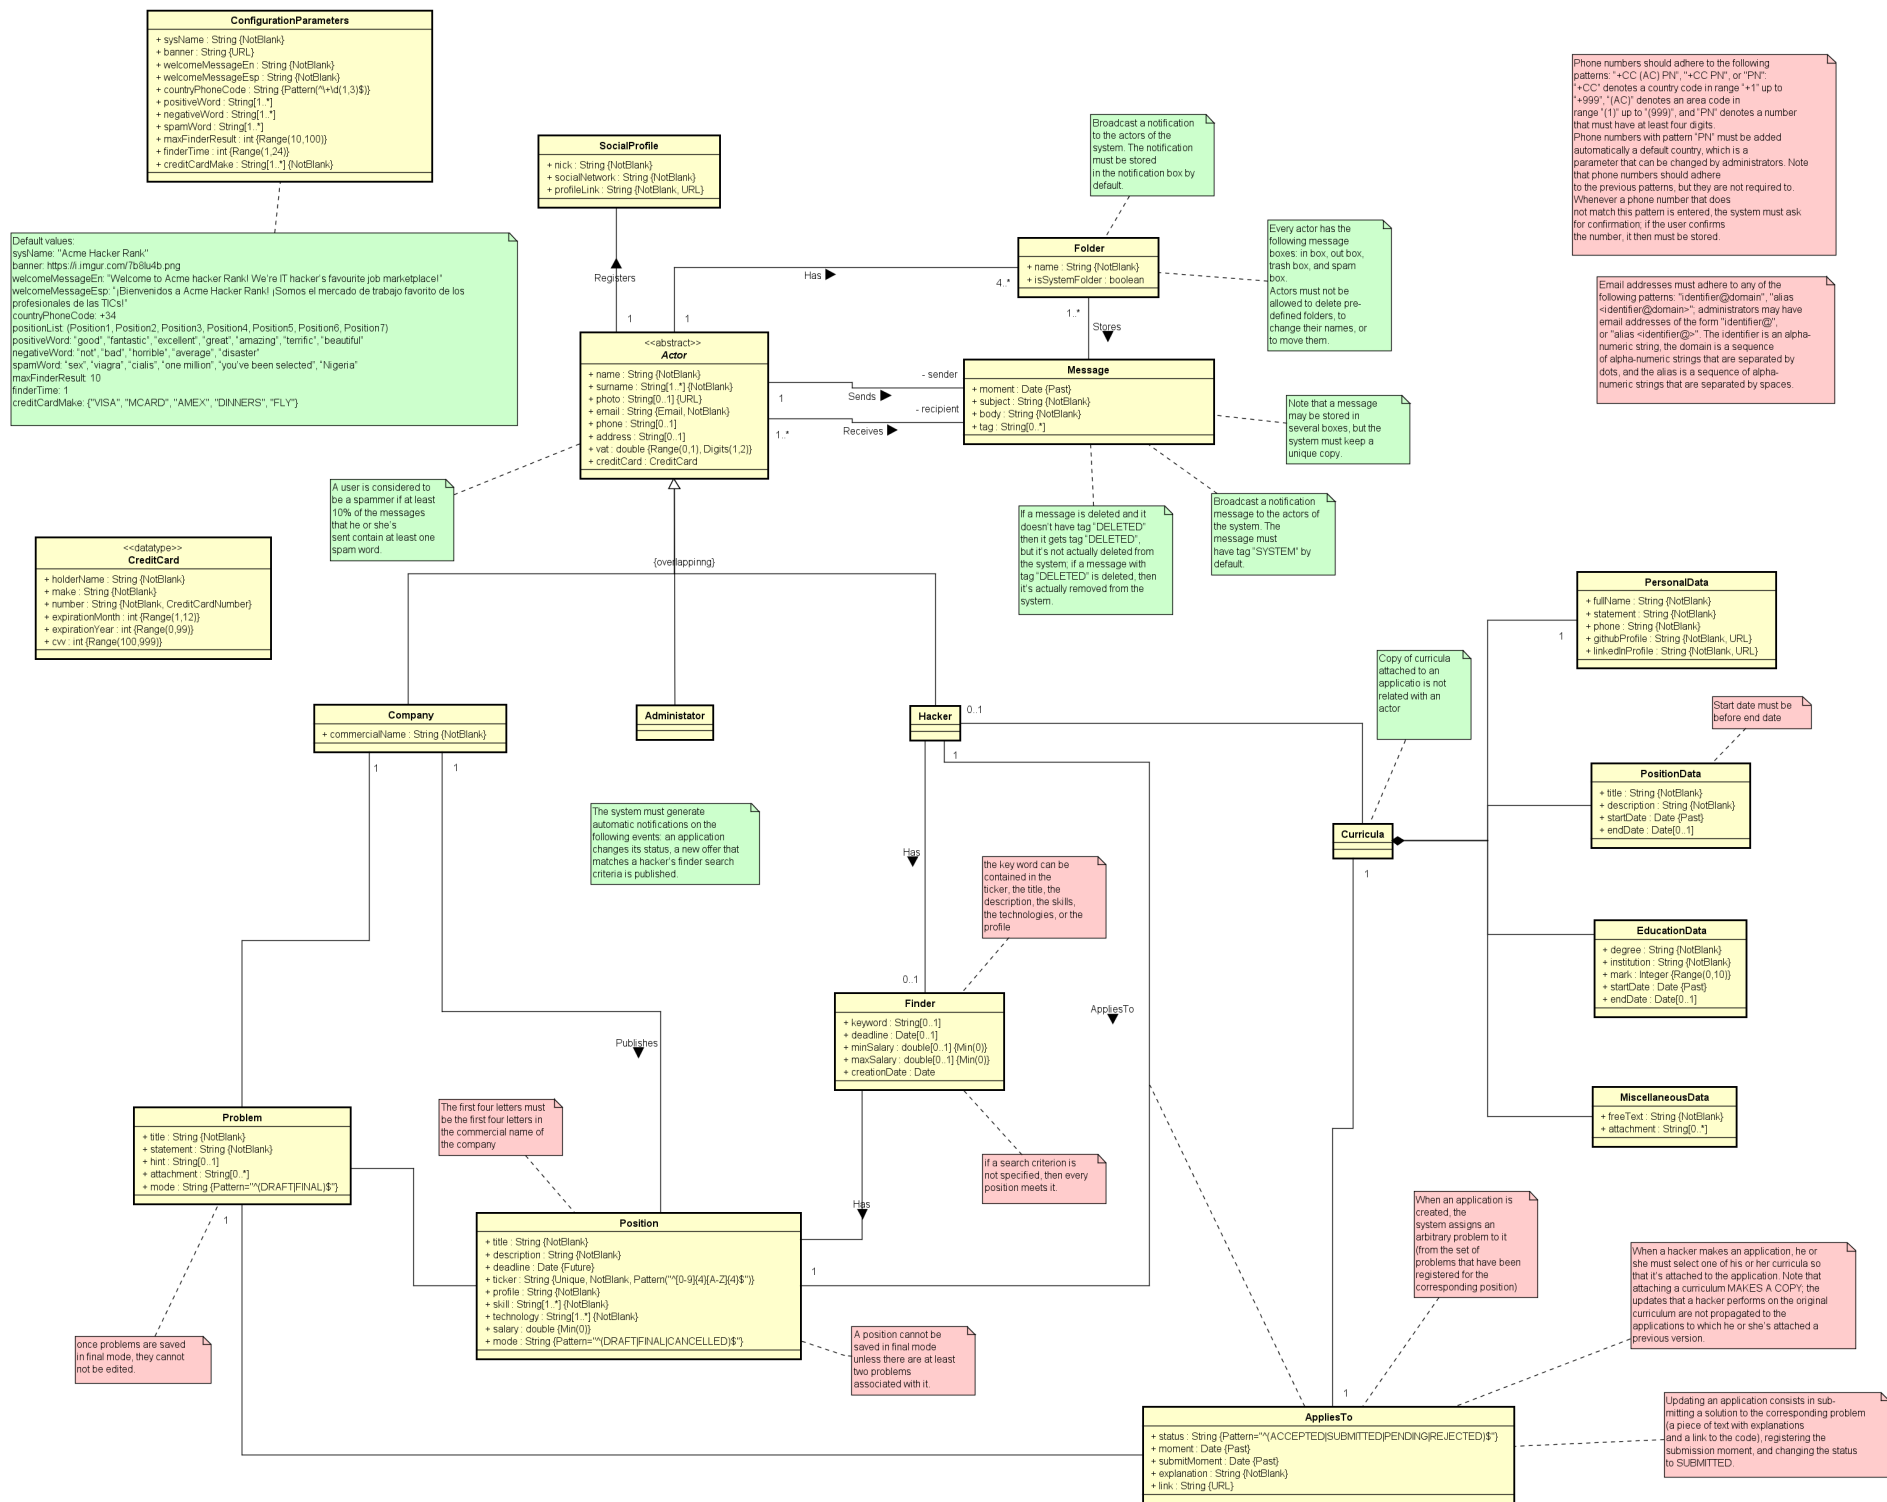 ConfigurationParameters
+ sysName : String {NotBlank}
+ banner : String {URL}
+ welcomeMessageEn : String {NotBlank}
+ welcomeMessageEsp : String {NotBlank}
+ countryPhoneCode : String {Pattern(^\+\d(1,3)$)}
+ positiveWord : String[1..*]
+ negativeWord : String[1..*]
+ spamWord : String[1..*]
+ maxFinderResult : int {Range(10,100)}
+ finderTime : int {Range(1,24)}
+ creditCardMake : String[1..*] {NotBlank}
Default values:
sysName: "Acme Hacker Rank"
banner: https://i.imgur.com/7b8lu4b.png
welcomeMessageEn: "Welcome to Acme hacker Rank! We're IT hacker's favourite job marketplace!"
welcomeMessageEsp: "¡Bienvenidos a Acme Hacker Rank! ¡Somos el mercado de trabajo favorito de los
profesionales de las TICs!"
countryPhoneCode: +34
positionList: (Position1, Position2, Position3, Position4, Position5, Position6, Position7)
positiveWord: "good", "fantastic", "excellent", "great", "amazing", "terrific", "beautiful"
negativeWord: "not", "bad", "horrible", "average", "disaster"
spamWord: "sex", "viagra", "cialis", "one million", "you've been selected", "Nigeria"
maxFinderResult: 10
finderTime: 1
creditCardMake: {"VISA", "MCARD", "AMEX", "DINNERS", "FLY"}
SocialProfile
+ nick : String {NotBlank}
+ socialNetwork : String {NotBlank}
+ profileLink : String {NotBlank, URL}
Registers
1
1
Has
4..*
Broadcast a notification
to the actors of the
system. The notification
must be stored
in the notification box by
default.
Folder
+ name : String {NotBlank}
+ isSystemFolder : boolean
Every actor has the
following message
boxes: in box, out box,
trash box, and spam
box.
Actors must not be
allowed to delete pre-
defined folders, to
change their names, or
to move them.
1..*
Stores
Phone numbers should adhere to the following
patterns: "+CC (AC) PN", "+CC PN", or "PN":
"+CC" denotes a country code in range "+1" up to
"+999", "(AC)" denotes an area code in
range "(1)" up to "(999)", and "PN" denotes a number
that must have at least four digits.
Phone numbers with pattern "PN" must be added
automatically a default country, which is a
parameter that can be changed by administrators. Note
that phone numbers should adhere
to the previous patterns, but they are not required to.
Whenever a phone number that does
not match this pattern is entered, the system must ask
for confirmation; if the user confirms
the number, it then must be stored.
Email addresses must adhere to any of the
following patterns: "identifier@domain", "alias
<identifier@domain>", administrators may have
email addresses of the form "identifier@",
or "alias <identifier@>". The identifier is an alpha-
numeric string, the domain is a sequence
of alpha-numeric strings that are separated by
dots, and the alias is a sequence of alpha-
numeric strings that are separated by spaces.
<<abstract>>
Actor
+ name : String {NotBlank}
+ surname : String[1..*] {NotBlank}
+ photo : String[0..1] {URL}
+ email : String {Email, NotBlank}
+ phone : String[0..1]
+ address : String[0..1]
+ vat : double {Range(0,1), Digits(1,2)}
+ creditCard : CreditCard
- sender
1
Sends
- recipient
1..*
Receives
Message
+ moment : Date {Past}
+ subject : String {NotBlank}
+ body : String {NotBlank}
+ tag : String[0..*]
Note that a message
may be stored in
several boxes, but the
system must keep a
unique copy.
A user is considered to
be a spammer if at least
10% of the messages
that he or she's
sent contain at least one
spam word.
If a message is deleted and it
doesn't have tag "DELETED"
then it gets tag "DELETED",
but it's not actually deleted from
the system; if a message with
tag "DELETED" is deleted, then
it's actually removed from the
system.
Broadcast a notification
message to the actors of
the system. The
message must
have tag "SYSTEM" by
default.
<<datatype>>
CreditCard
+ holderName : String {NotBlank}
+ make : String {NotBlank}
+ number : String {NotBlank, CreditCardNumber}
+ expirationMonth : int {Range(1,12)}
+ expirationYear : int {Range(0,99)}
+ cvv : int {Range(100,999)}
{overlappinng}
Company
+ commercialName : String {NotBlank}
Administator
Hacker
0..1
1
1
1
Copy of curricula
attached to an
applicatio is not
related with an
actor
PersonalData
+ fullName : String {NotBlank}
+ statement : String {NotBlank}
+ phone : String {NotBlank}
+ githubProfile : String {NotBlank, URL}
+ linkedInProfile : String {NotBlank, URL}
1
Start date must be
before end date
PositionData
+ title : String {NotBlank}
+ description : String {NotBlank}
+ startDate : Date {Past}
+ endDate : Date[0..1]
Curricula
1
The system must generate
automatic notifications on the
following events: an application
changes its status, a new offer that
matches a hacker's finder search
criteria is published.
Has
0..1
the key word can be
contained in the
ticker, the title, the
description, the skills,
the technologies, or the
profile
EducationData
+ degree : String {NotBlank}
+ institution : String {NotBlank}
+ mark : Integer {Range(0,10)}
+ startDate : Date {Past}
+ endDate : Date[0..1]
Finder
+ keyword : String[0..1]
+ deadline : Date[0..1]
+ minSalary : double[0..1] {Min(0)}
+ maxSalary : double[0..1] {Min(0)}
+ creationDate : Date
AppliesTo
Publishes
MiscellaneousData
+ freeText : String {NotBlank}
+ attachment : String[0..*]
Problem
+ title : String {NotBlank}
+ statement : String {NotBlank}
+ hint : String[0..1]
+ attachment : String[0..*]
+ mode : String {Pattern="^(DRAFT|FINAL)$"}
1
The first four letters must
be the first four letters in
the commercial name of
the company
if a search criterion is
not specified, then every
position meets it.
Has
1
Position
+ title : String {NotBlank}
+ description : String {NotBlank}
+ deadline : Date {Future}
+ ticker : String {Unique, NotBlank, Pattern("^[0-9]{4}[A-Z]{4}$")}
+ profile : String {NotBlank}
+ skill : String[1..*] {NotBlank}
+ technology : String[1..*] {NotBlank}
+ salary : double {Min(0)}
+ mode : String {Pattern="^(DRAFT|FINAL|CANCELLED)$"}
once problems are saved
in final mode, they cannot
not be edited.
A position cannot be
saved in final mode
unless there are at least
two problems
associated with it.
When an application is
created, the
system assigns an
arbitrary problem to it
(from the set of
problems that have been
registered for the
corresponding position)
When a hacker makes an application, he or
she must select one of his or her curricula so
that it's attached to the application. Note that
attaching a curriculum MAKES A COPY; the
updates that a hacker performs on the original
curriculum are not propagated to the
applications to which he or she's attached a
previous version.
1
AppliesTo
+ status : String {Pattern="^(ACCEPTED|SUBMITTED|PENDING|REJECTED)$"}
+ moment : Date {Past}
+ submitMoment : Date {Past}
+ explanation : String {NotBlank}
+ link : String {URL}
Updating an application consists in sub-
mitting a solution to the corresponding problem
(a piece of text with explanations
and a link to the code), registering the
submission moment, and changing the status
to SUBMITTED.